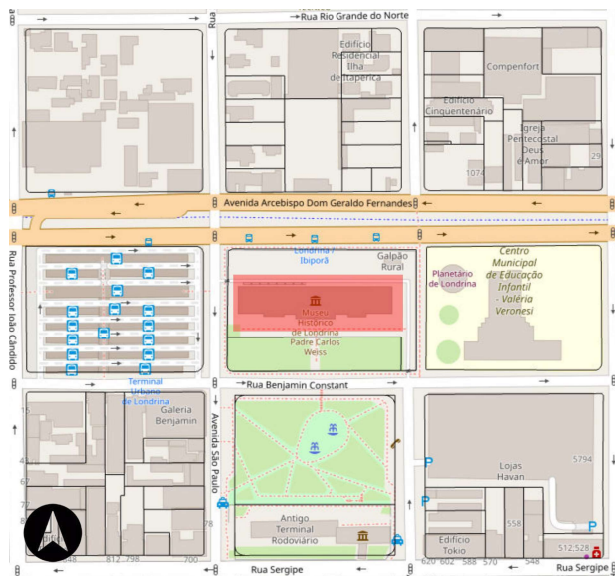 Rua Rio Grande do Norte
Rua
Edifício
Residencial
Ilha
de Itaperica
Compenfort
Edifício
Cinquentenário
Igreja
Pentecostal
Deus
é Amor
29
1074
Avenida Arcebispo Dom Geraldo Fernandes
Londrina /
Ibiporã
Galpão
Rural
Centro
Municipal
de Educação
Infantil
- Valéria
Veronesi
Planetário
de Londrina
Rua Professor João Cândido
Museu
Histórico
de Londrina
Padre Carlos
Weiss
Terminal
Urbano
de Londrina
Rua Benjamin Constant
Galeria
Benjamin
Avenida São Paulo
15
78
5794
Lojas
Havan
P
P
P
Antigo
Terminal
Rodoviário
558
Edifício
Tokio
512;528
812
798
700
620
602
588
570
548
Rua Sergipe
Rua Sergipe